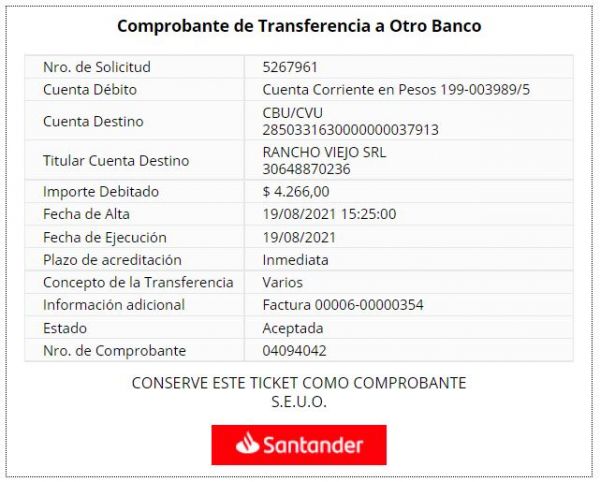 Comprobante de Transferencia a Otro Banco
Nro. de Solicitud 5267961
Cuenta Débito Cuenta Corriente en Pesos 199-003989/5
Cuenta Destino CBU/CVU
2850331630000000037913
Titular Cuenta Destino RANCHO VIEJO SRL
30648870236
Importe Debitado $ 4.266,00
Fecha de Alta 19/08/2021 15:25:00
Fecha de Ejecución 19/08/2021
Plazo de acreditación Inmediata
Concepto de la Transferencia Varios
Información adicional Factura 00006-00000354
Estado Aceptada
Nro. de Comprobante 04094042
CONSERVE ESTE TICKET COMO COMPROBANTE
S.E.U.O.
Santander